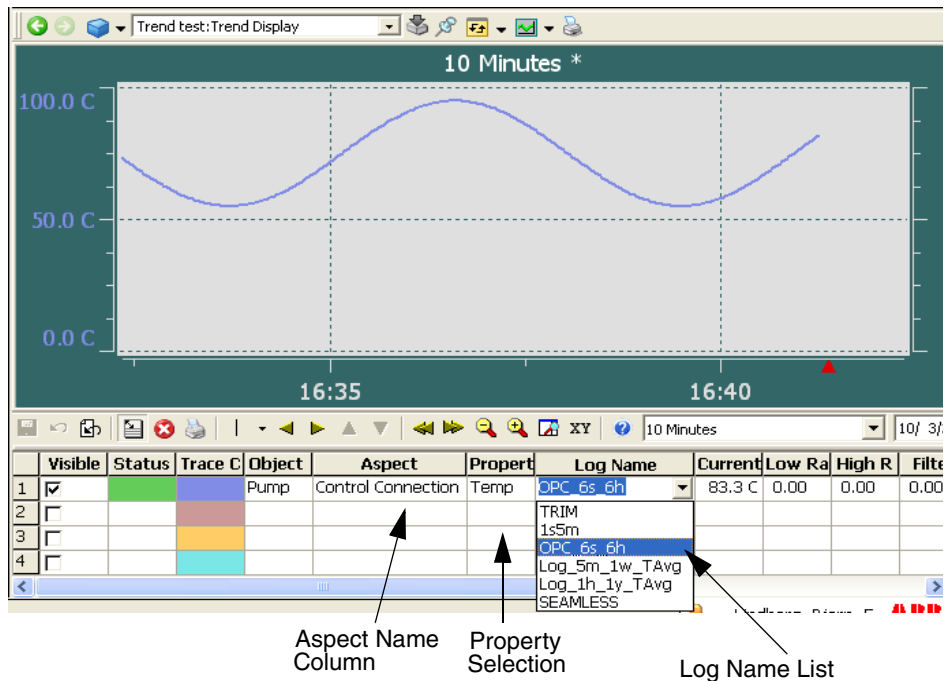 Trend test:Trend Display
10 Minutes *
100.0 C
50.0 C
0.0 C
16:35
16:40
XY
10 Minutes
10/ 3/
Visible Status Trace C Object Aspect Propert Log Name Current Low Ra High R Filte
1 Pump Control Connection Temp OPC_6s_6h 83.3 C 0.00 0.00 0.00
2
3
4
TRIM
1s5m
OPC_6s_6h
Log_5m_1w_TAvg
Log_1h_1y_TAvg
SEAMLESS
Aspect Name
Column
Property
Selection
Log Name List